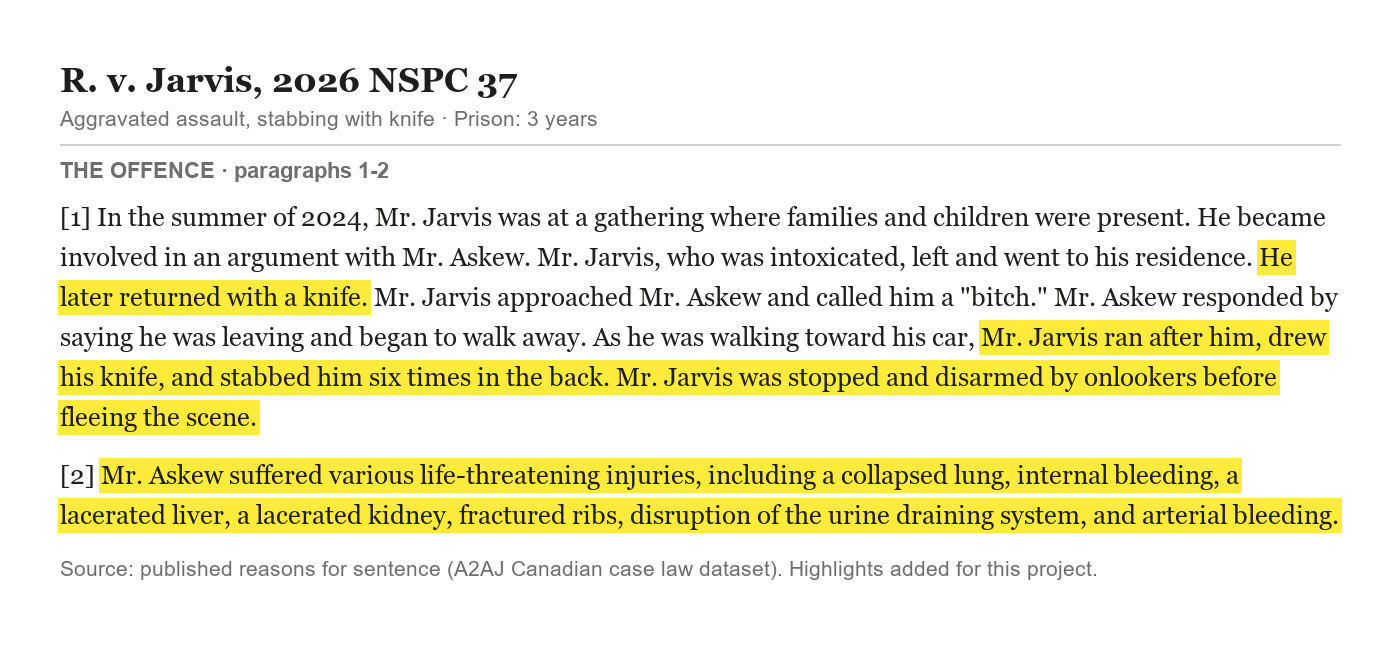 R. v. Jarvis, 2026 NSPC 37
Aggravated assault, stabbing with knife · Prison: 3 years
THE OFFENCE · paragraphs 1-2
[1] In the summer of 2024, Mr. Jarvis was at a gathering where families and children were present. He became
involved in an argument with Mr. Askew. Mr. Jarvis, who was intoxicated, left and went to his residence. He
later returned with a knife. Mr. Jarvis approached Mr. Askew and called him a "bitch." Mr. Askew responded by
saying he was leaving and began to walk away. As he was walking toward his car, Mr. Jarvis ran after him, drew
his knife, and stabbed him six times in the back. Mr. Jarvis was stopped and disarmed by onlookers before
fleeing the scene.
[2] Mr. Askew suffered various life-threatening injuries, including a collapsed lung, internal bleeding, a
lacerated liver, a lacerated kidney, fractured ribs, disruption of the urine draining system, and arterial bleeding.
Source: published reasons for sentence (A2AJ Canadian case law dataset). Highlights added for this project.